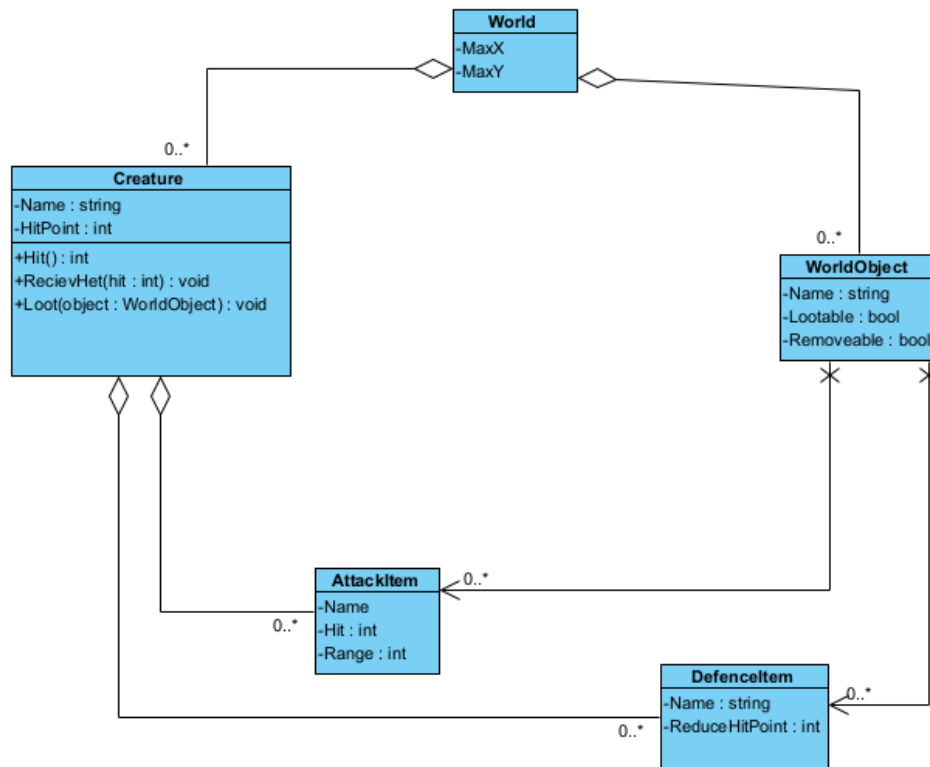 World
-MaxX
-MaxY
0..*
Creature
-Name : string
-HitPoint : int
+Hit() : int
+RecievHet(hit : int) : void
+Loot(object : WorldObject) : void
0..*
WorldObject
-Name : string
-Lootable : bool
-Removeable : bool
AttackItem
-Name
-Hit : int
-Range : int
0..*
0..*
DefenceItem
-Name : string
-ReduceHitPoint : int
0..*
0..*